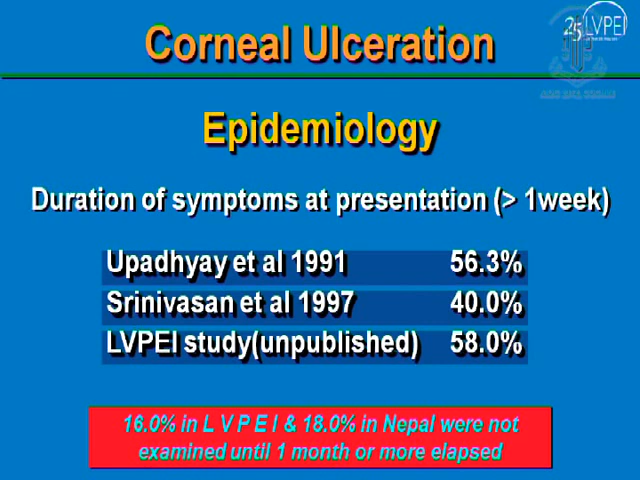 25 LVPEI
Corneal Ulceration
Epidemiology
Duration of symptoms at presentation (> 1week)
Upadhyay et al 1991 56.3%
Srinivasan et al 1997 40.0%
LVPEI study(unpublished) 58.0%
16.0% in L V P E I & 18.0% in Nepal were not
examined until 1 month or more elapsed